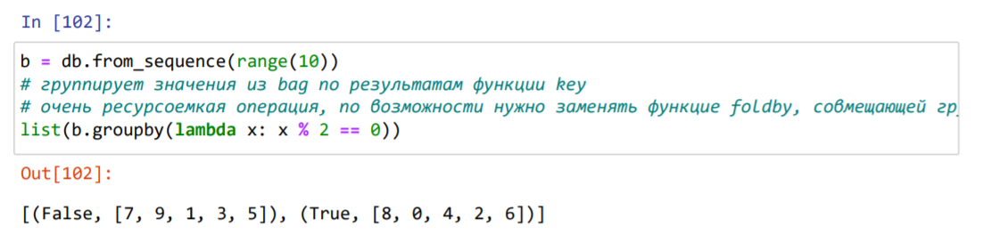 In [102]:
b = db.from_sequence(range(10))
# группирует значения из bag по результатам функции key
# очень ресурсоемкая операция, по возможности нужно заменять функцие foldby, совмещающей гр
list(b.groupby(lambda x: x % 2 == 0))
Out[102]:
[(False, [7, 9, 1, 3, 5]), (True, [8, 0, 4, 2, 6])]